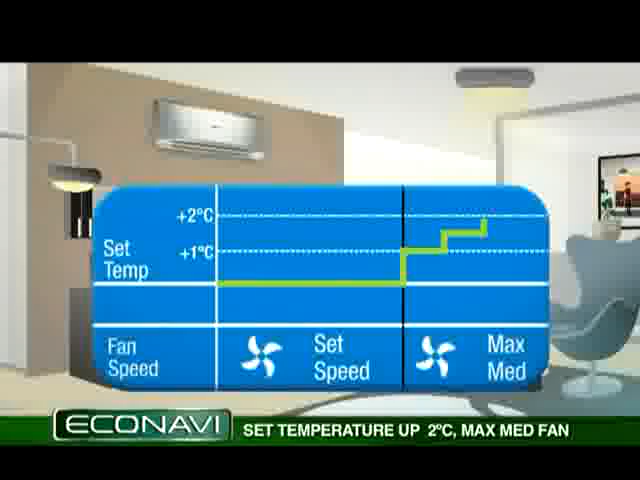 +2°C
Set
Temp
+1°C
Fan
Speed
Set
Speed
Max
Med
ECONAVI
SET TEMPERATURE UP 2°C, MAX MED FAN